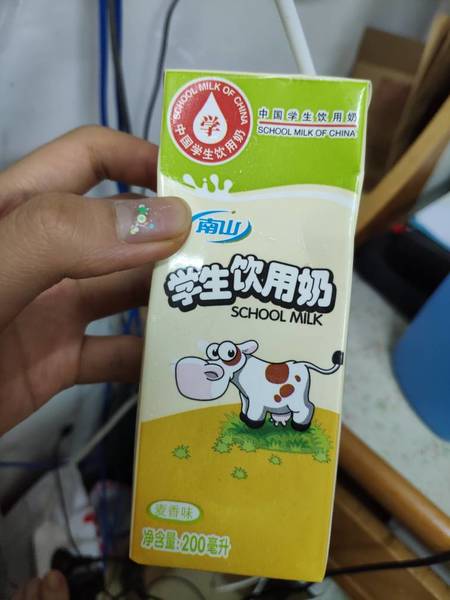 SCHOOL MILK OF CHINA
学
中国学生饮用奶
中国学生饮用奶
SCHOOL MILK OF CHINA
南山
学生饮用奶
SCHOOL MILK
麦香味
净含量:200毫升